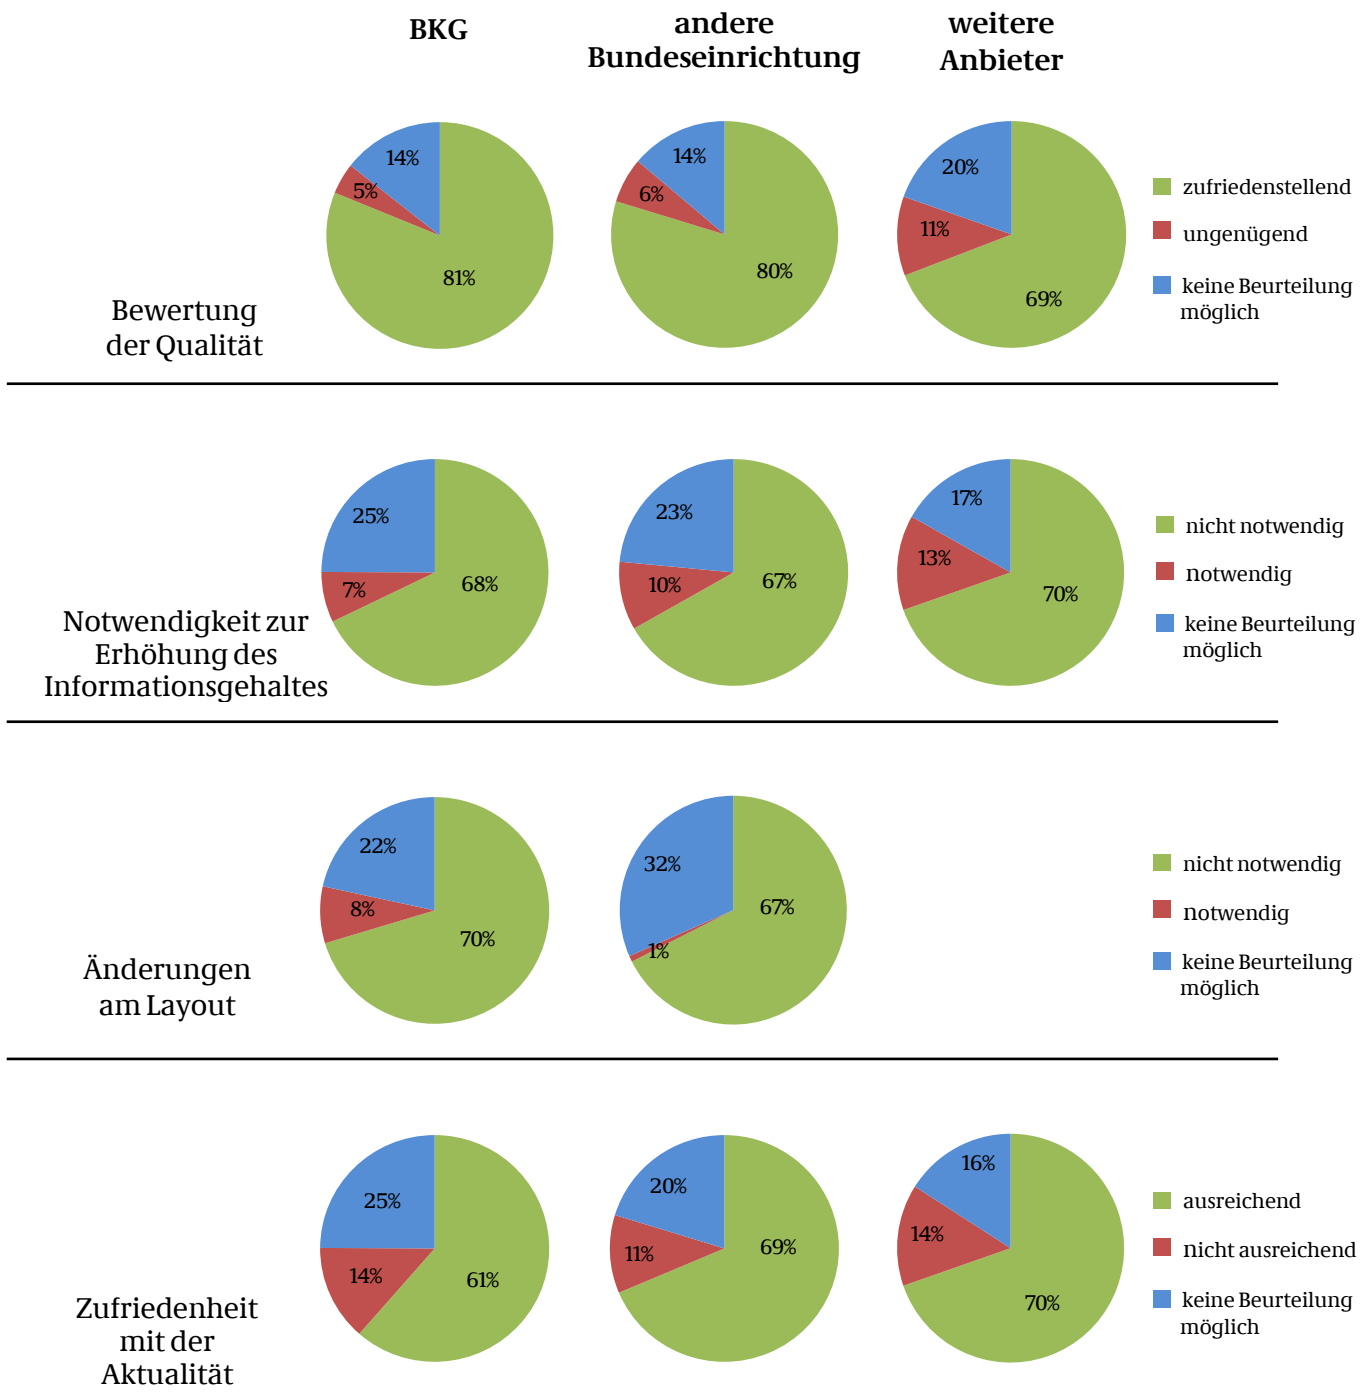 BKG
andere
Bundeseinrichtung
weitere
Anbieter
14%
5%
81%
14%
6%
80%
20%
11%
69%
zufriedenstellend
ungenügend
keine Beurteilung
möglich
Bewertung
der Qualität
25%
7%
68%
23%
10%
67%
17%
13%
70%
nicht notwendig
notwendig
keine Beurteilung
möglich
Notwendigkeit zur
Erhöhung des
Informationsgehaltes
22%
8%
70%
32%
1%
67%
nicht notwendig
notwendig
keine Beurteilung
möglich
Änderungen
am Layout
25%
14%
61%
20%
11%
69%
16%
14%
70%
ausreichend
nicht ausreichend
keine Beurteilung
möglich
Zufriedenheit
mit der
Aktualität